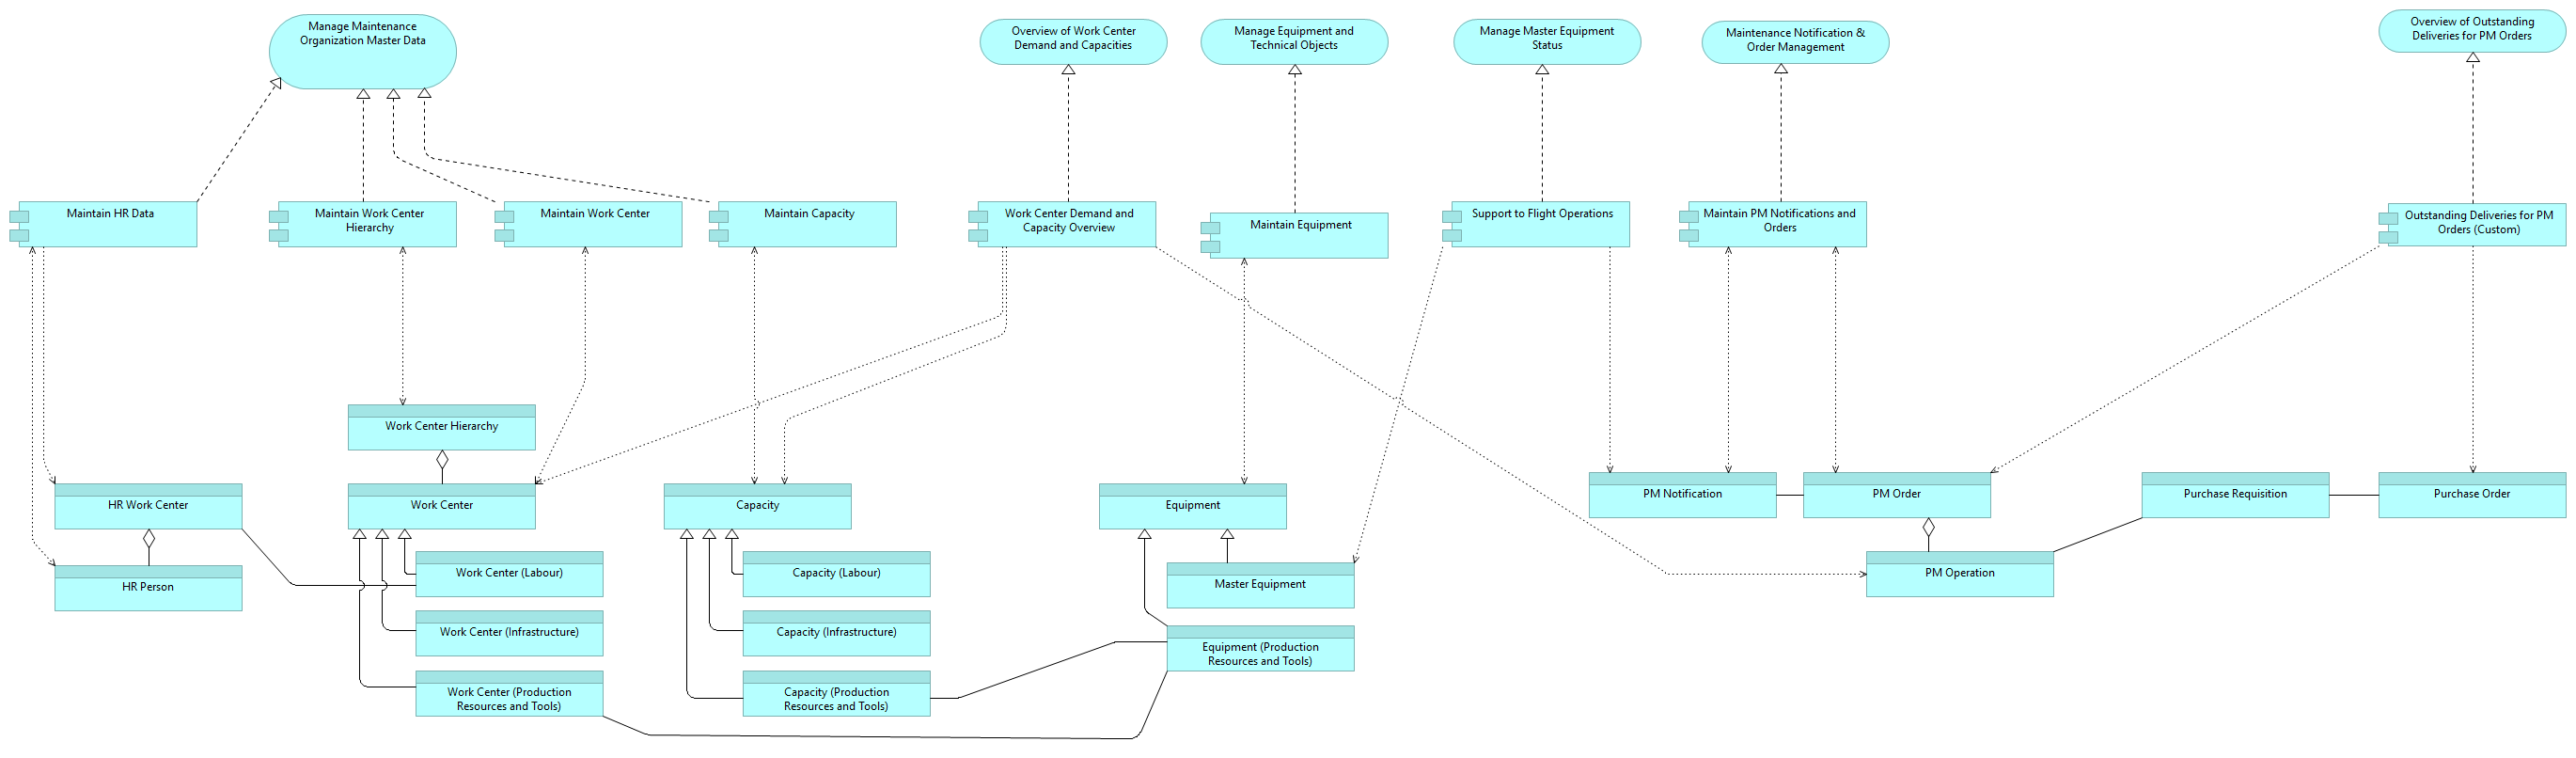 Manage Maintenance
Organization Master Data
Overview of Work Center
Demand and Capacities
Manage Equipment and
Technical Objects
Manage Master Equipment
Status
Maintenance Notification &
Order Management
Overview of Outstanding
Deliveries for PM Orders
Maintain HR Data
Maintain Work Center
Hierarchy
Maintain Work Center
Maintain Capacity
Work Center Demand and
Capacity Overview
Maintain Equipment
Support to Flight Operations
Maintain PM Notifications and
Orders
Outstanding Deliveries for PM
Orders (Custom)
Work Center Hierarchy
HR Work Center
Work Center
Capacity
Equipment
PM Notification
PM Order
Purchase Requisition
Purchase Order
HR Person
Work Center (Labour)
Capacity (Labour)
Master Equipment
PM Operation
Work Center (Infrastructure)
Capacity (Infrastructure)
Equipment (Production
Resources and Tools)
Work Center (Production
Resources and Tools)
Capacity (Production
Resources and Tools)